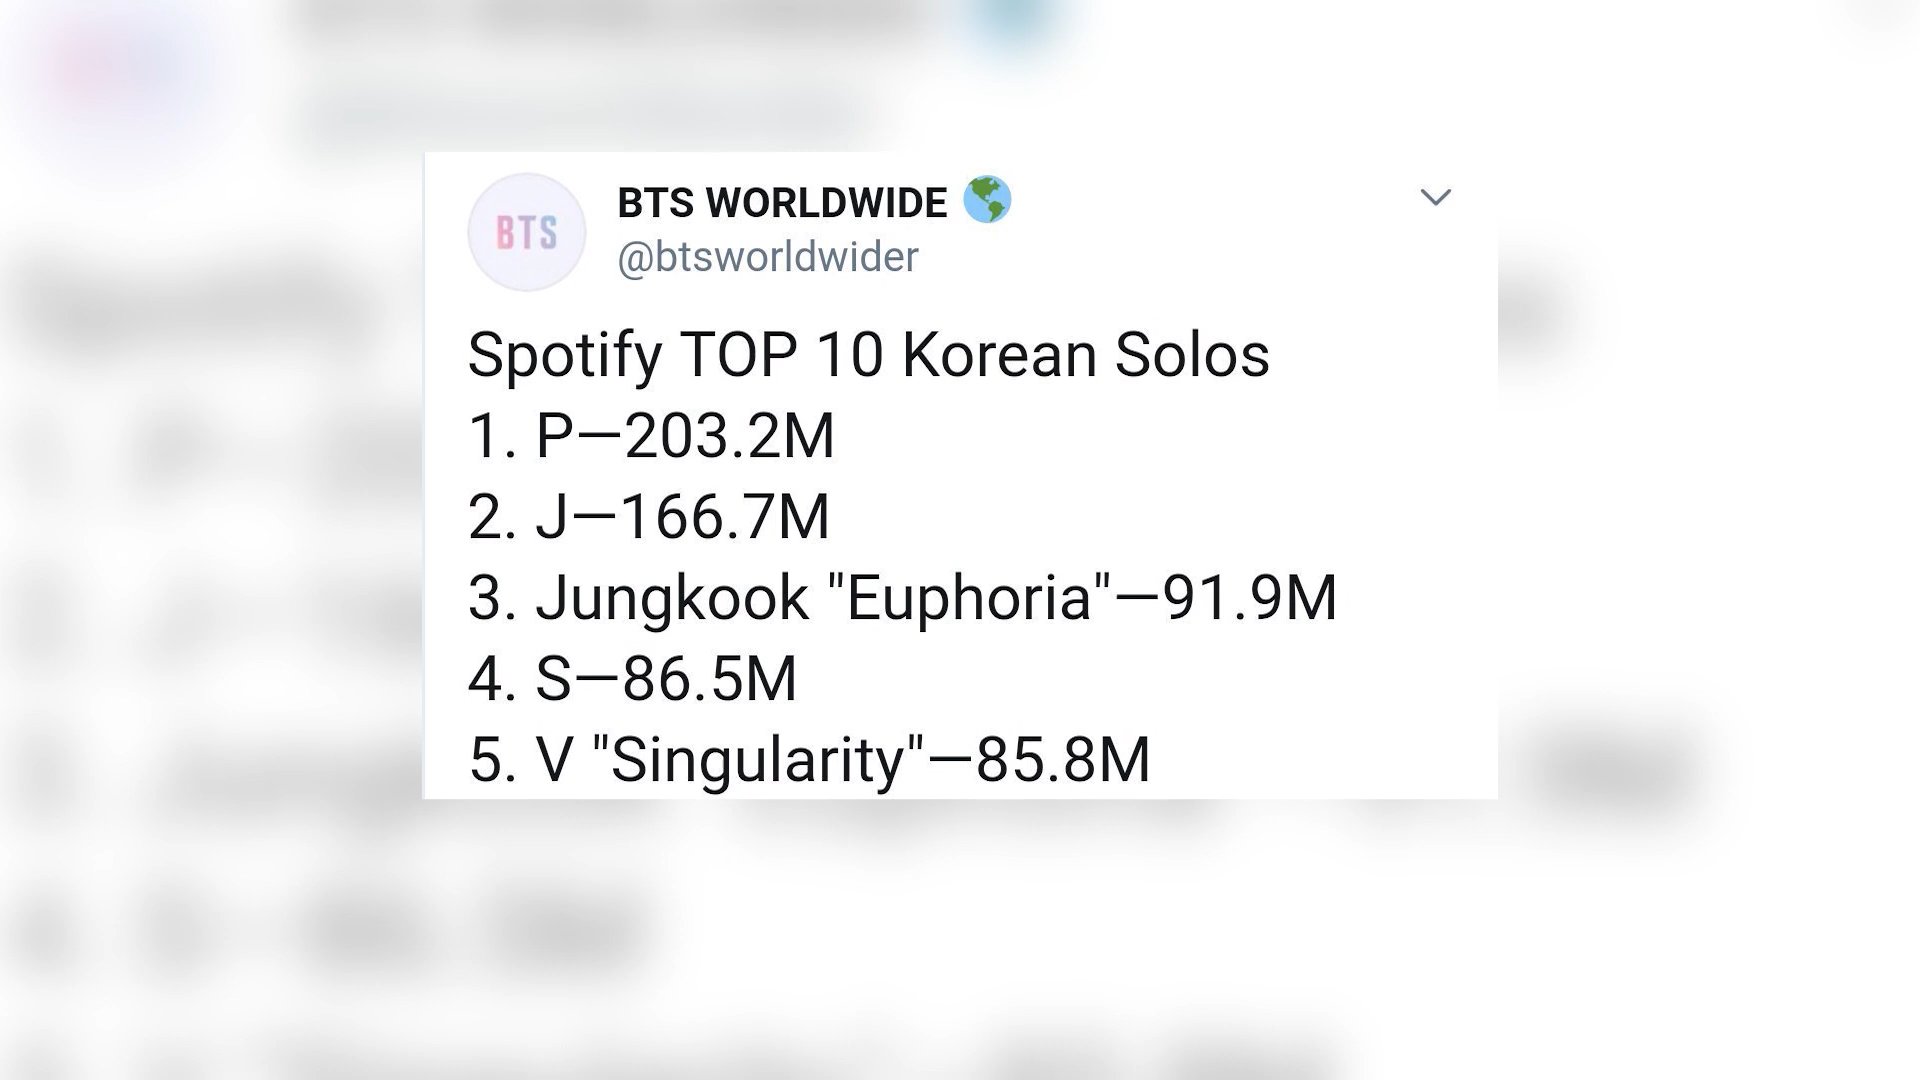 BTS
BTS WORLDWIDE 🌎
@btsworldwider
Spotify TOP 10 Korean Solos
1. P—203.2M
2. J—166.7M
3. Jungkook "Euphoria"—91.9M
4. S—86.5M
5. V "Singularity"—85.8M